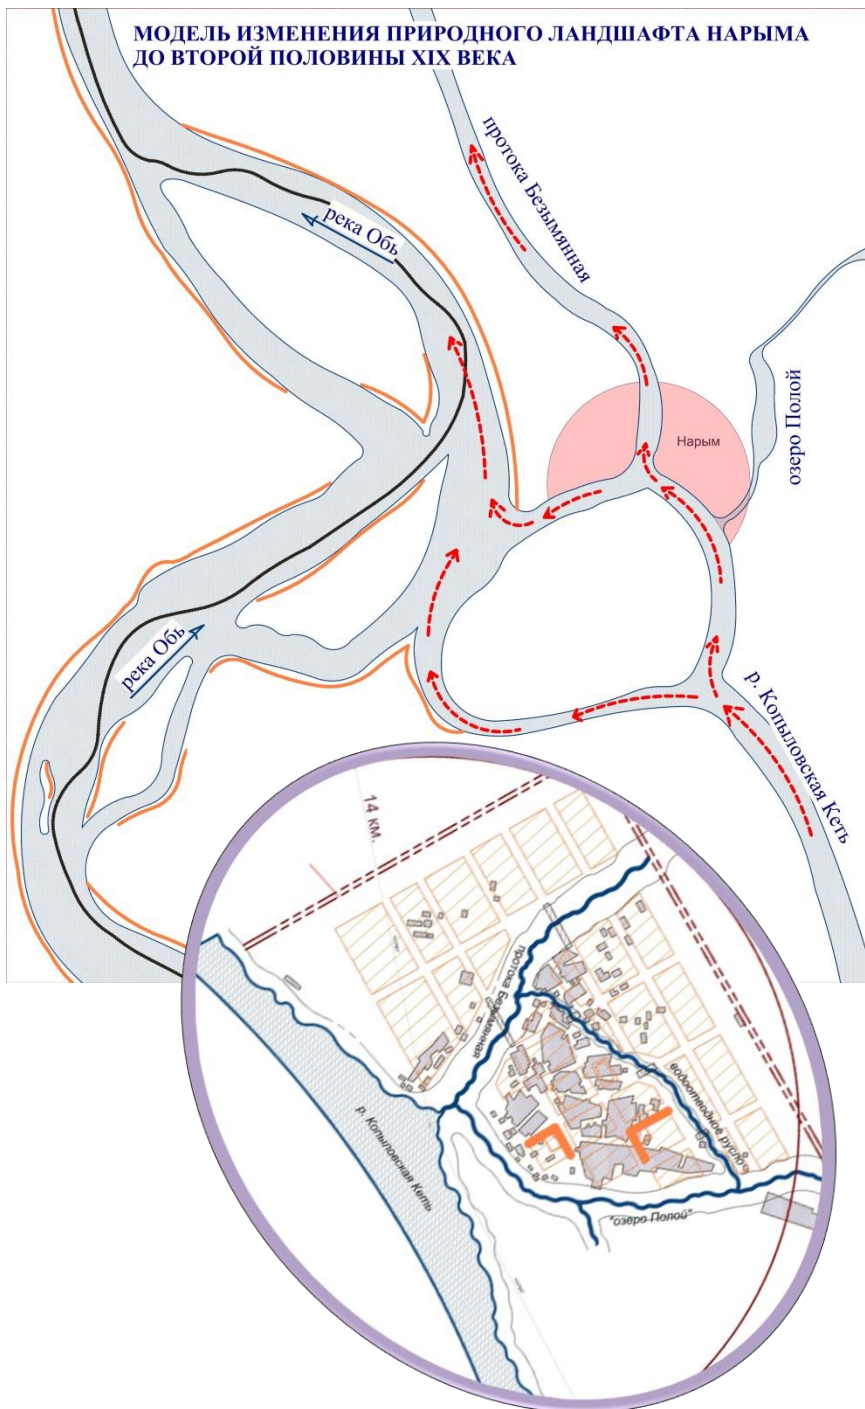 МОДЕЛЬ ИЗМЕНЕНИЯ ПРИРОДНОГО ЛАНДШАФТА НАРЫМА
ДО ВТОРОЙ ПОЛОВИНЫ XIX ВЕКА
протока Безымянная
река Обь
озеро Полой
Нарым
река Обь
р. Копыловская Кеть
14 км.
протока Безымянная
водоотводное русло
р. Копыловская Кеть
"озеро Полой"